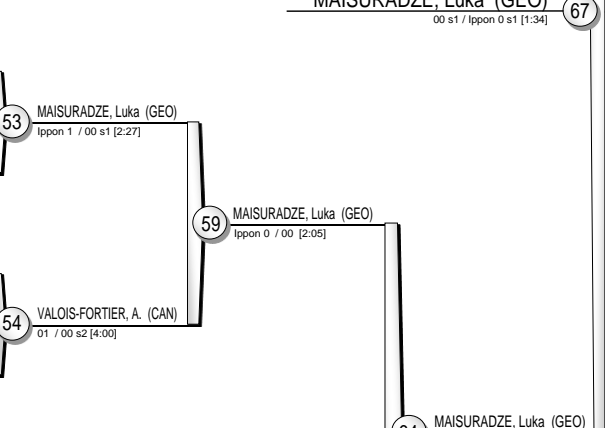 MAISURADZE, Luka (GEO)
00 s1 / Ippon 0 s1 [1:34]
67
53
MAISURADZE, Luka (GEO)
Ippon 1 / 00 s1 [2:27]
59
MAISURADZE, Luka (GEO)
Ippon 0 / 00 [2:05]
54
VALOIS-FORTIER, A. (CAN)
01 / 00 s2 [4:00]
MAISURADZE, Luka (GEO)